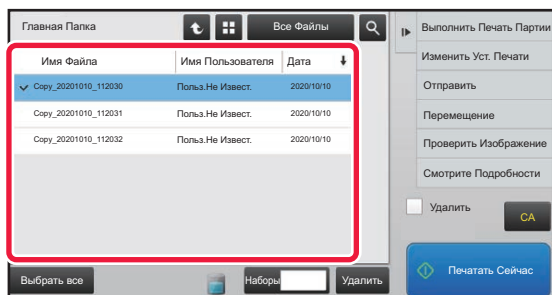 Главная Папка
Все Файлы
Имя Файла Имя Пользователя Дата
Copy_20201010_112030 Польз.Не Извест. 2020/10/10
Copy_20201010_112031 Польз.Не Извест. 2020/10/10
Copy_20201010_112032 Польз.Не Извест. 2020/10/10
Выбрать все
Наборы
Удалить
Выполнить Печать Партии
Изменить Уст. Печати
Отправить
Перемещение
Проверить Изображение
Смотрите Подробности
Удалить
CA
Печатать Сейчас